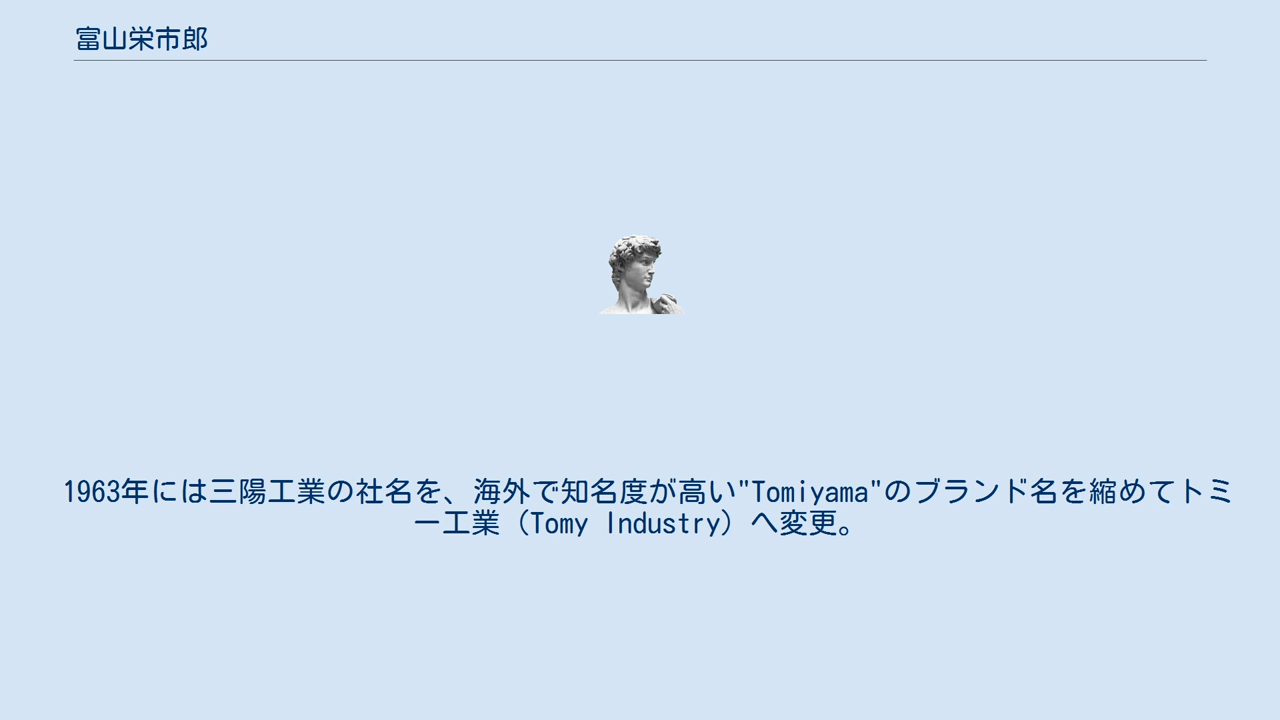 富山栄市郎
1963年には三陽工業の社名を、海外で知名度が高い"Tomiyama"のブランド名を縮めてトミ
ー工業（Tomy Industry）へ変更。